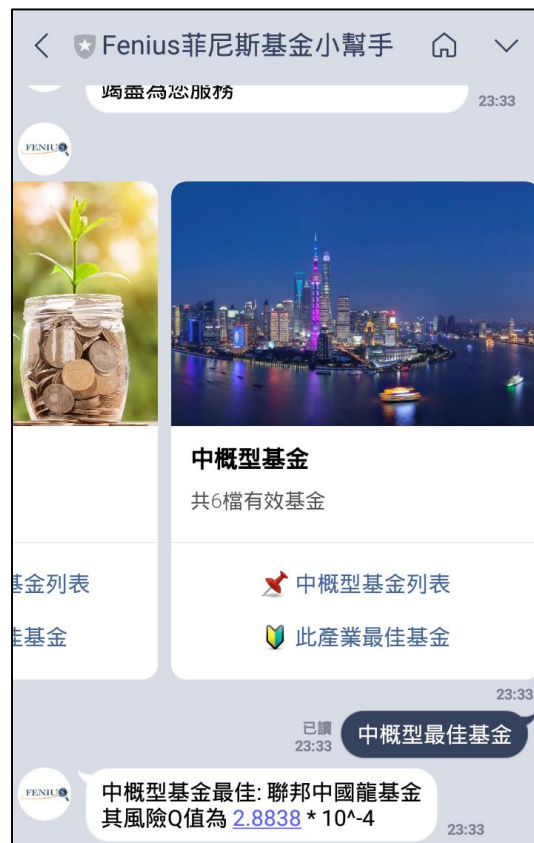 Fenius菲尼斯基金小幫手
竭盡為您服務
23:33
FENIUS
中概型基金
共6檔有效基金
基金列表
佳基金
中概型基金列表
此產業最佳基金
23:33
已讀
23:33
中概型最佳基金
FENIUS
中概型基金最佳: 聯邦中國龍基金
其風險Q值為 2.8838 * 10^-4
23:33